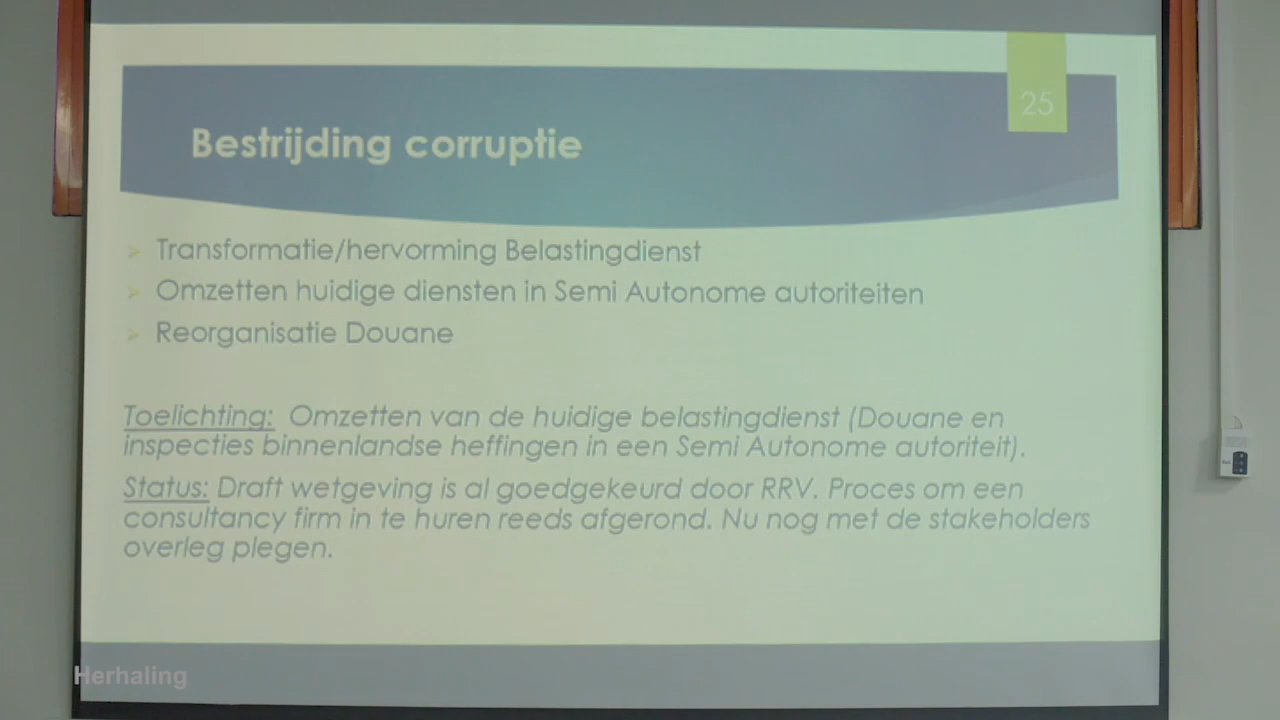 25
Bestrijding corruptie
Transformatie/hervorming Belastingdienst
Omzetten huidige diensten in Semi Autonome autoriteiten
Reorganisatie Douane
Toelichting: Omzetten van de huidige belastingdienst (Douane en
inspecties binnenlandse heffingen in een Semi Autonome autoriteit).
Status: Draft wetgeving is al goedgekeurd door RRV. Proces om een
consultancy firm in te huren reeds afgerond. Nu nog met de stakeholders
overleg plegen.
Herhaling